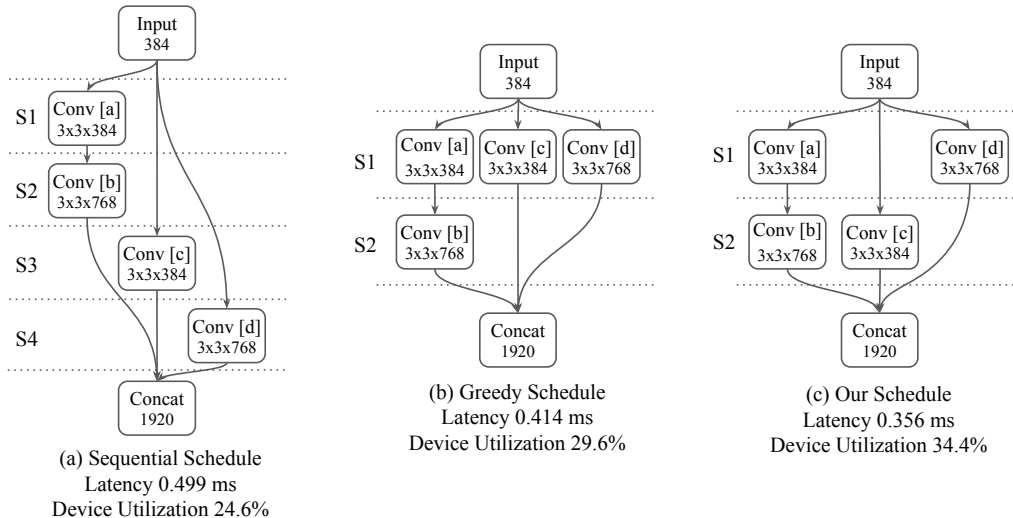 Input
384
S1
Conv [a]
3x3x384
S2
Conv [b]
3x3x768
S3
Conv [c]
3x3x384
S4
Conv [d]
3x3x768
Concat
1920
(a) Sequential Schedule
Latency 0.499 ms
Device Utilization 24.6%
Input
384
S1
Conv [a]
3x3x384
Conv [c]
3x3x384
Conv [d]
3x3x768
S2
Conv [b]
3x3x768
Concat
1920
(b) Greedy Schedule
Latency 0.414 ms
Device Utilization 29.6%
Input
384
S1
Conv [a]
3x3x384
Conv [d]
3x3x768
S2
Conv [b]
3x3x768
Conv [c]
3x3x384
Concat
1920
(c) Our Schedule
Latency 0.356 ms
Device Utilization 34.4%